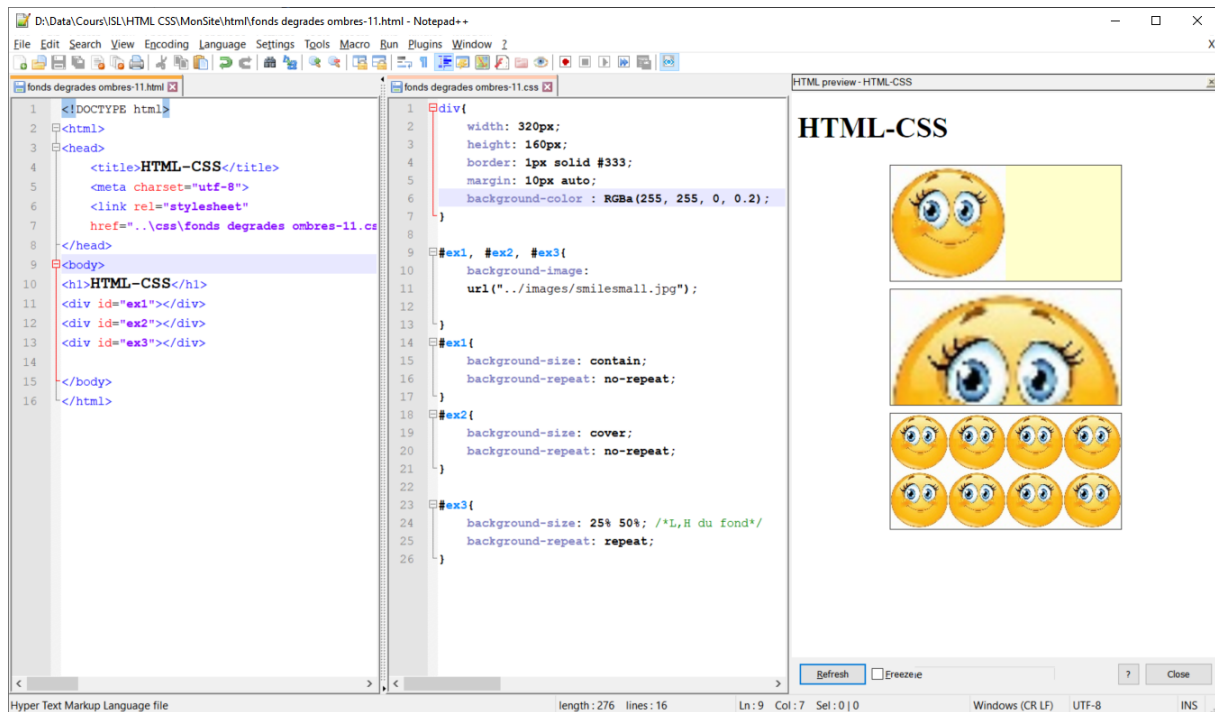 D:\Data\Cours\ISL\HTML CSS\MonSite\html\fonds degrades ombres-11.html - Notepad++
File Edit Search View Encoding Language Settings Tools Macro Run Plugins Window ? X
fonds degrades ombres-11.html
1 <!DOCTYPE html>
2 <html>
3 <head>
4 <title>HTML-CSS</title>
5 <meta charset="utf-8">
6 <link rel="stylesheet"
7 href="..\css\fonds degrades ombres-11.cs
8 </head>
9 <body>
10 <h1>HTML-CSS</h1>
11 <div id="ex1"></div>
12 <div id="ex2"></div>
13 <div id="ex3"></div>
14
15 </body>
16 </html>
fonds degrades ombres-11.css
1 div{
2 width: 320px;
3 height: 160px;
4 border: 1px solid #333;
5 margin: 10px auto;
6 background-color : RGBa(255, 255, 0, 0.2);
7 }
8
9 #ex1, #ex2, #ex3{
10 background-image:
11 url("../images/smilesmall.jpg");
12
13 }
14 #ex1{
15 background-size: contain;
16 background-repeat: no-repeat;
17 }
18 #ex2{
19 background-size: cover;
20 background-repeat: no-repeat;
21 }
22
23 #ex3{
24 background-size: 25% 50%; /*L,H du fond*/
25 background-repeat: repeat;
26 }
HTML preview - HTML-CSS
HTML-CSS
Refresh Freeze ? Close
Hyper Text Markup Language file length : 276 lines : 16 Ln : 9 Col : 7 Sel : 0 | 0 Windows (CR LF) UTF-8 INS